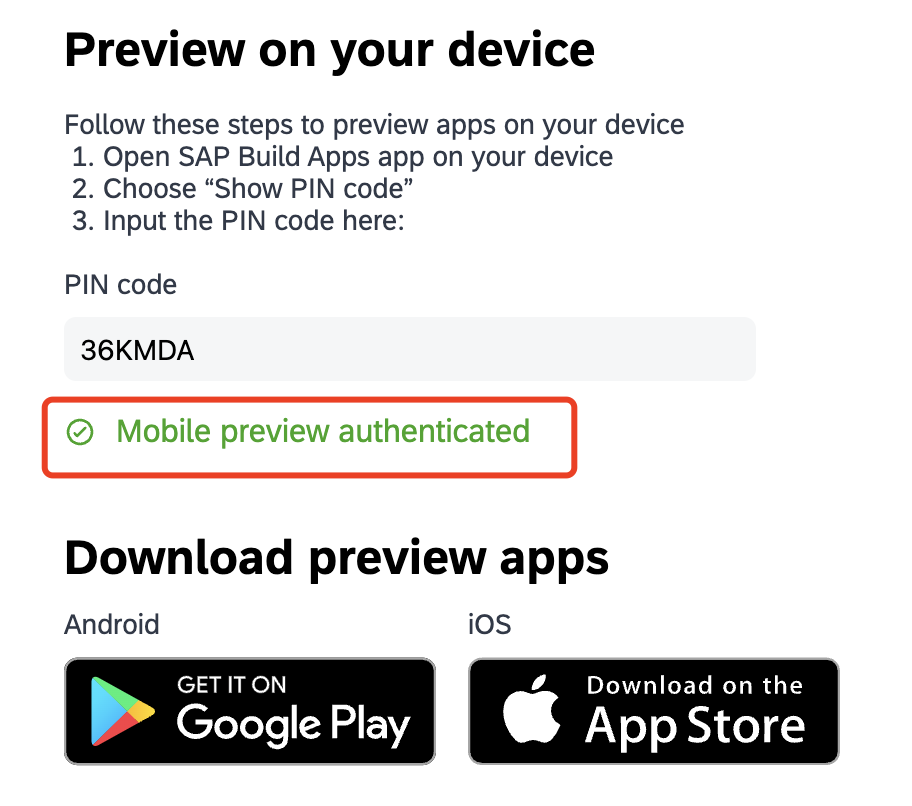 Preview on your device
Follow these steps to preview apps on your device
1. Open SAP Build Apps app on your device
2. Choose “Show PIN code”
3. Input the PIN code here:
PIN code
36KMDA
Mobile preview authenticated
Download preview apps
Android
iOS
GET IT ON
Google Play
Download on the
App Store